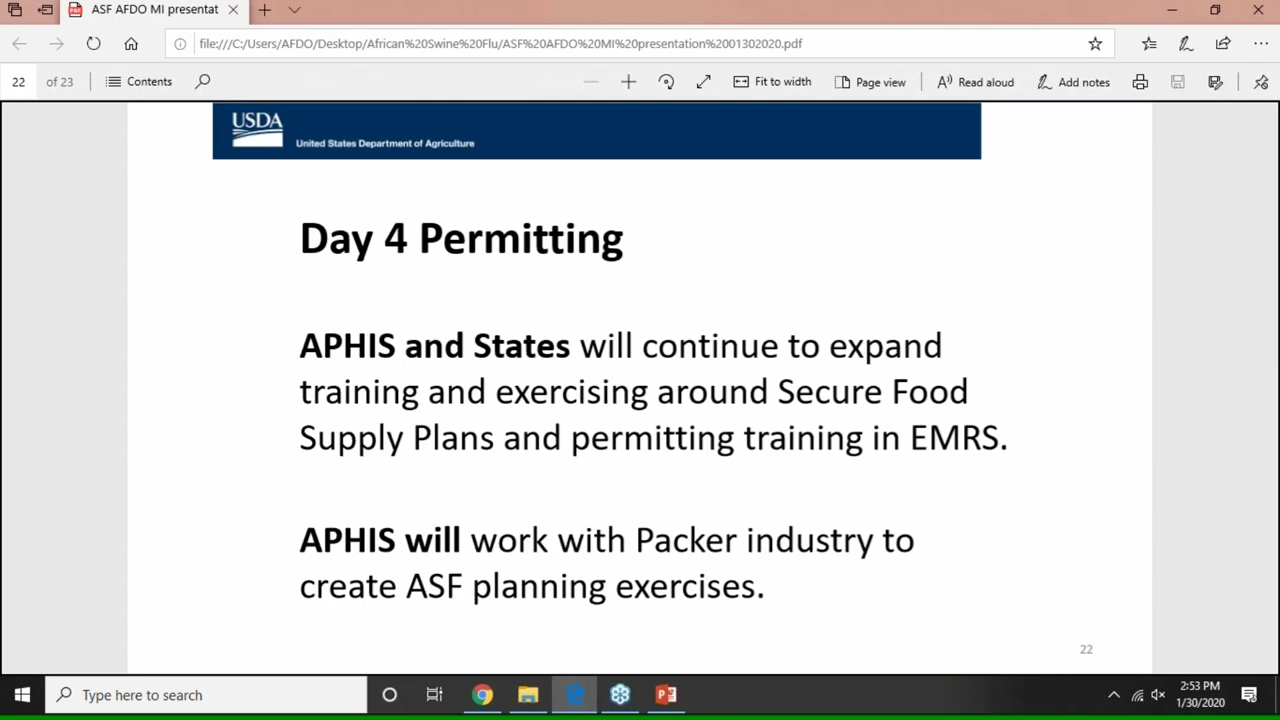 ASF AFDO MI presentat
file:///C:/Users/AFDO/Desktop/African%20Swine%20Flu/ASF%20AFDO%20MI%20presentation%2001302020.pdf
22 of 23 Contents Fit to width Page view Read aloud Add notes
USDA
United States Department of Agriculture
Day 4 Permitting
APHIS and States will continue to expand
training and exercising around Secure Food
Supply Plans and permitting training in EMRS.
APHIS will work with Packer industry to
create ASF planning exercises.
22
Type here to search
2:53 PM
1/30/2020